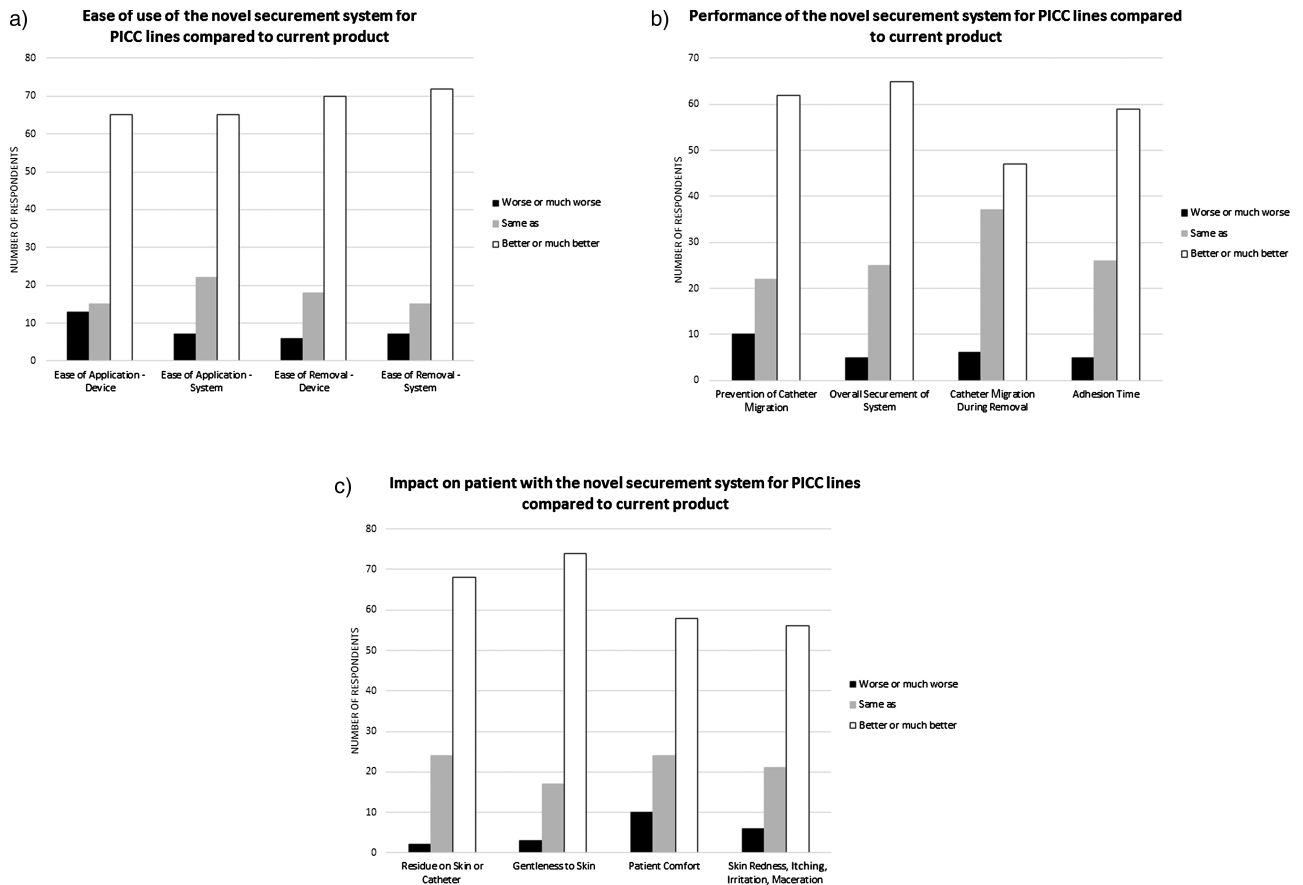 a)
Ease of use of the novel securement system for
PICC lines compared to current product
80
70
60
50
40
30
20
10
0
NUMBER OF RESPONDENTS
Ease of Application -
Device
Ease of Application -
System
Ease of Removal -
Device
Ease of Removal -
System
Worse or much worse
Same as
Better or much better
b)
Performance of the novel securement system for PICC lines compared
to current product
70
60
50
40
30
20
10
0
NUMBER OF RESPONDENTS
Prevention of Catheter
Migration
Overall Securement of
System
Catheter Migration
During Removal
Adhesion Time
Worse or much worse
Same as
Better or much better
c)
Impact on patient with the novel securement system for PICC lines
compared to current product
80
70
60
50
40
30
20
10
0
NUMBER OF RESPONDENTS
Residue on Skin or
Catheter
Gentleness to Skin
Patient Comfort
Skin Redness, Itching,
Irritation, Maceration
Worse or much worse
Same as
Better or much better